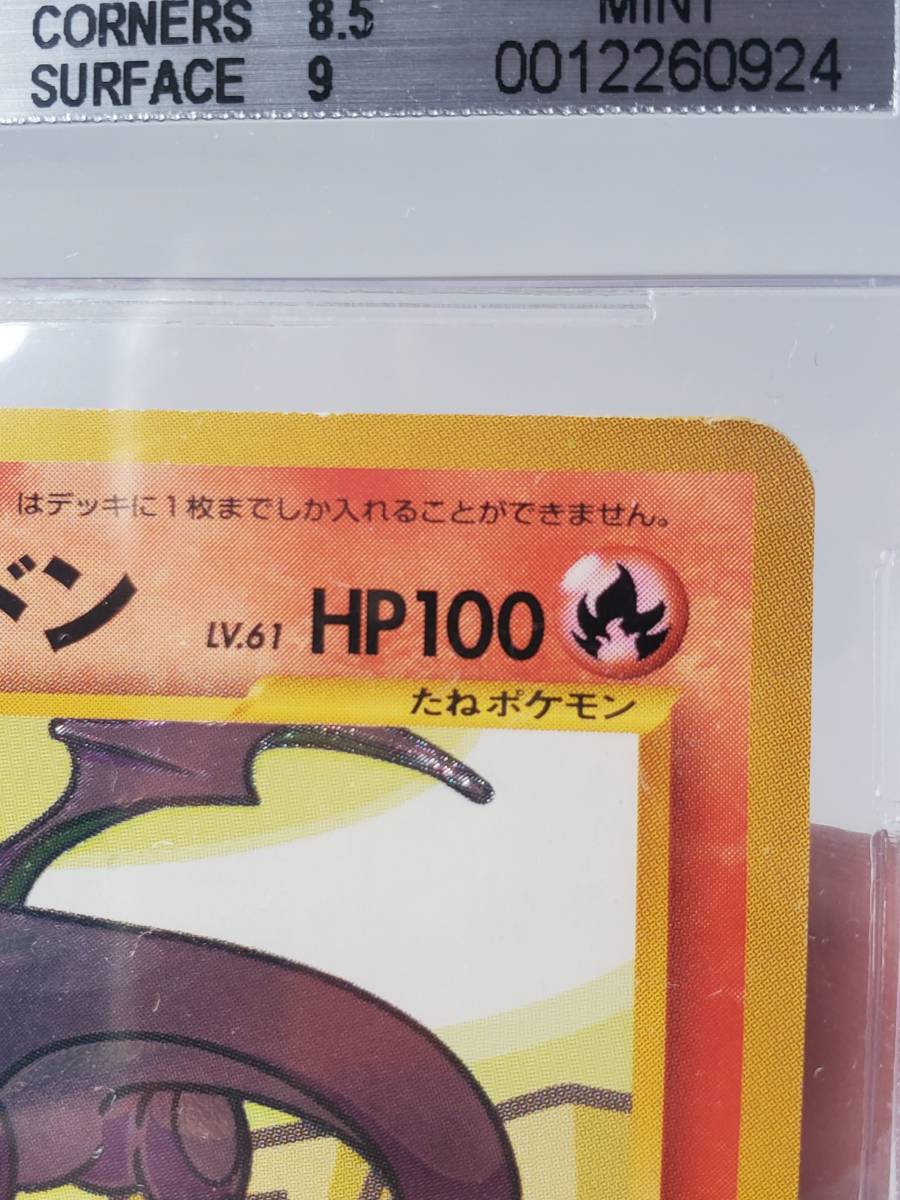 CORNERS 8.5 MINT
SURFACE 9 0012260924
はデッキに1枚までしか入れることができません。
ドン LV.61 HP100
たねポケモン